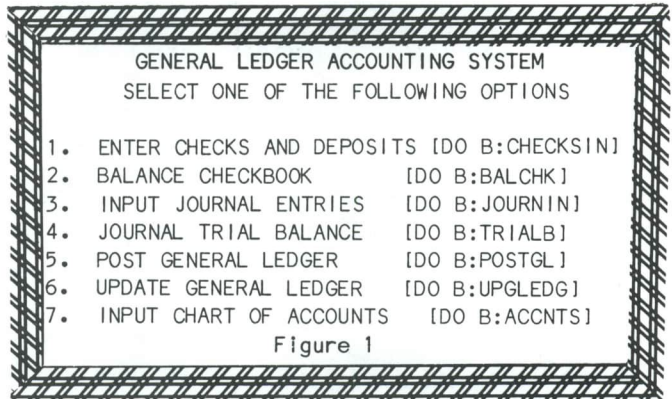 GENERAL LEDGER ACCOUNTING SYSTEM
SELECT ONE OF THE FOLLOWING OPTIONS
1. ENTER CHECKS AND DEPOSITS [DO B:CHECKSIN]
2. BALANCE CHECKBOOK [DO B:BALCHK]
3. INPUT JOURNAL ENTRIES [DO B:JOURNIN]
4. JOURNAL TRIAL BALANCE [DO B:TRIALB]
5. POST GENERAL LEDGER [DO B:POSTGL]
6. UPDATE GENERAL LEDGER [DO B:UPGLEDG]
7. INPUT CHART OF ACCOUNTS [DO B:ACCNTS]
Figure 1